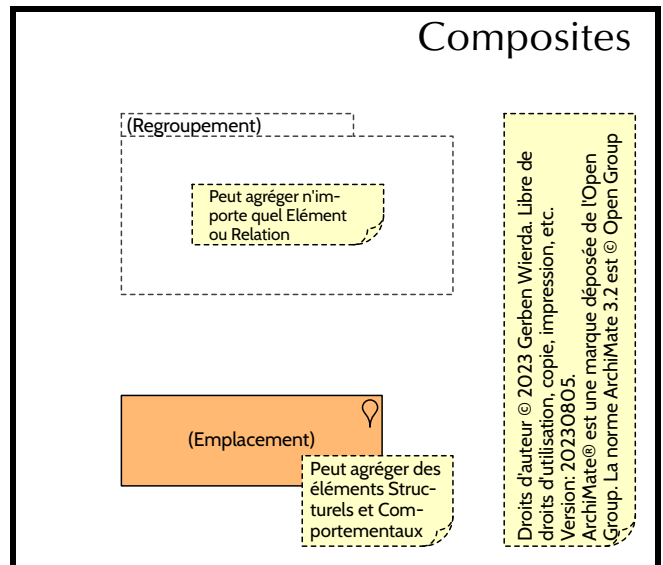 Composites
(Regroupement)
Peut agréger n'im-
porte quel Elément
ou Relation
(Emplacement)
Peut agréger des
éléments Struc-
turels et Com-
portementaux
Droits d'auteur © 2023 Gerben Wierda. Libre de
droits d'utilisation, copie, impression, etc.
Version: 20230805.
ArchiMate® est une marque déposée de l'Open
Group. La norme ArchiMate 3.2 est © Open Group